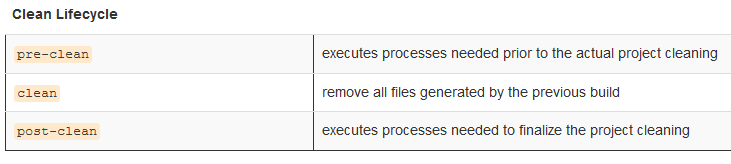 Clean Lifecycle
pre-clean executes processes needed prior to the actual project cleaning
clean remove all files generated by the previous build
post-clean executes processes needed to finalize the project cleaning